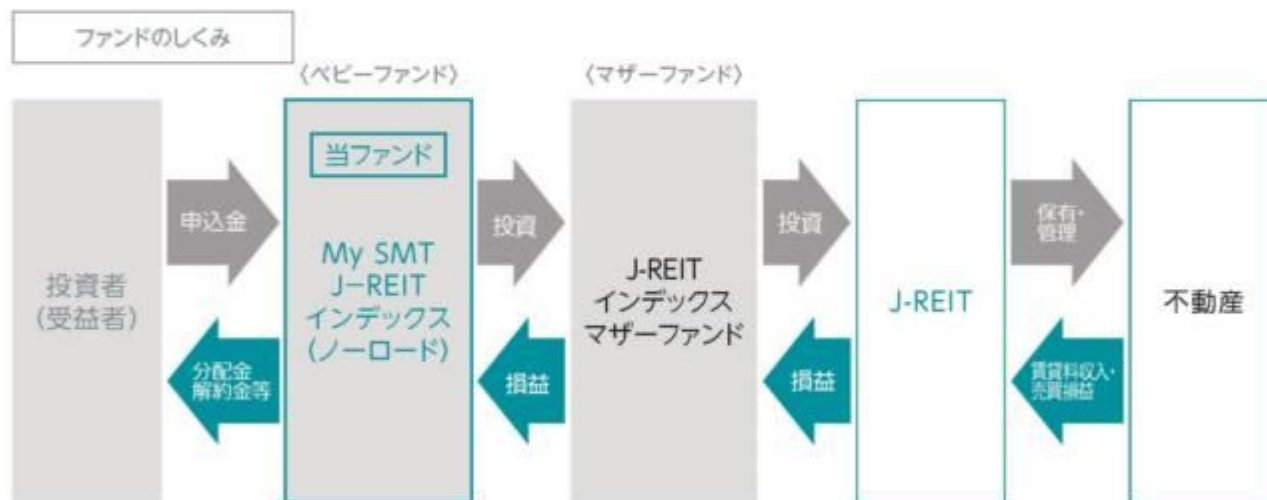 ファンドのしくみ
〈ベビーファンド〉
〈マザーファンド〉
投資者
(受益者)
申込金
分配金
解約金等
当ファンド
My SMT
J−REIT
インデックス
(ノーロード)
投資
損益
J-REIT
インデックス
マザーファンド
投資
損益
J-REIT
保有・
管理
賃貸料収入・
売買損益
不動産